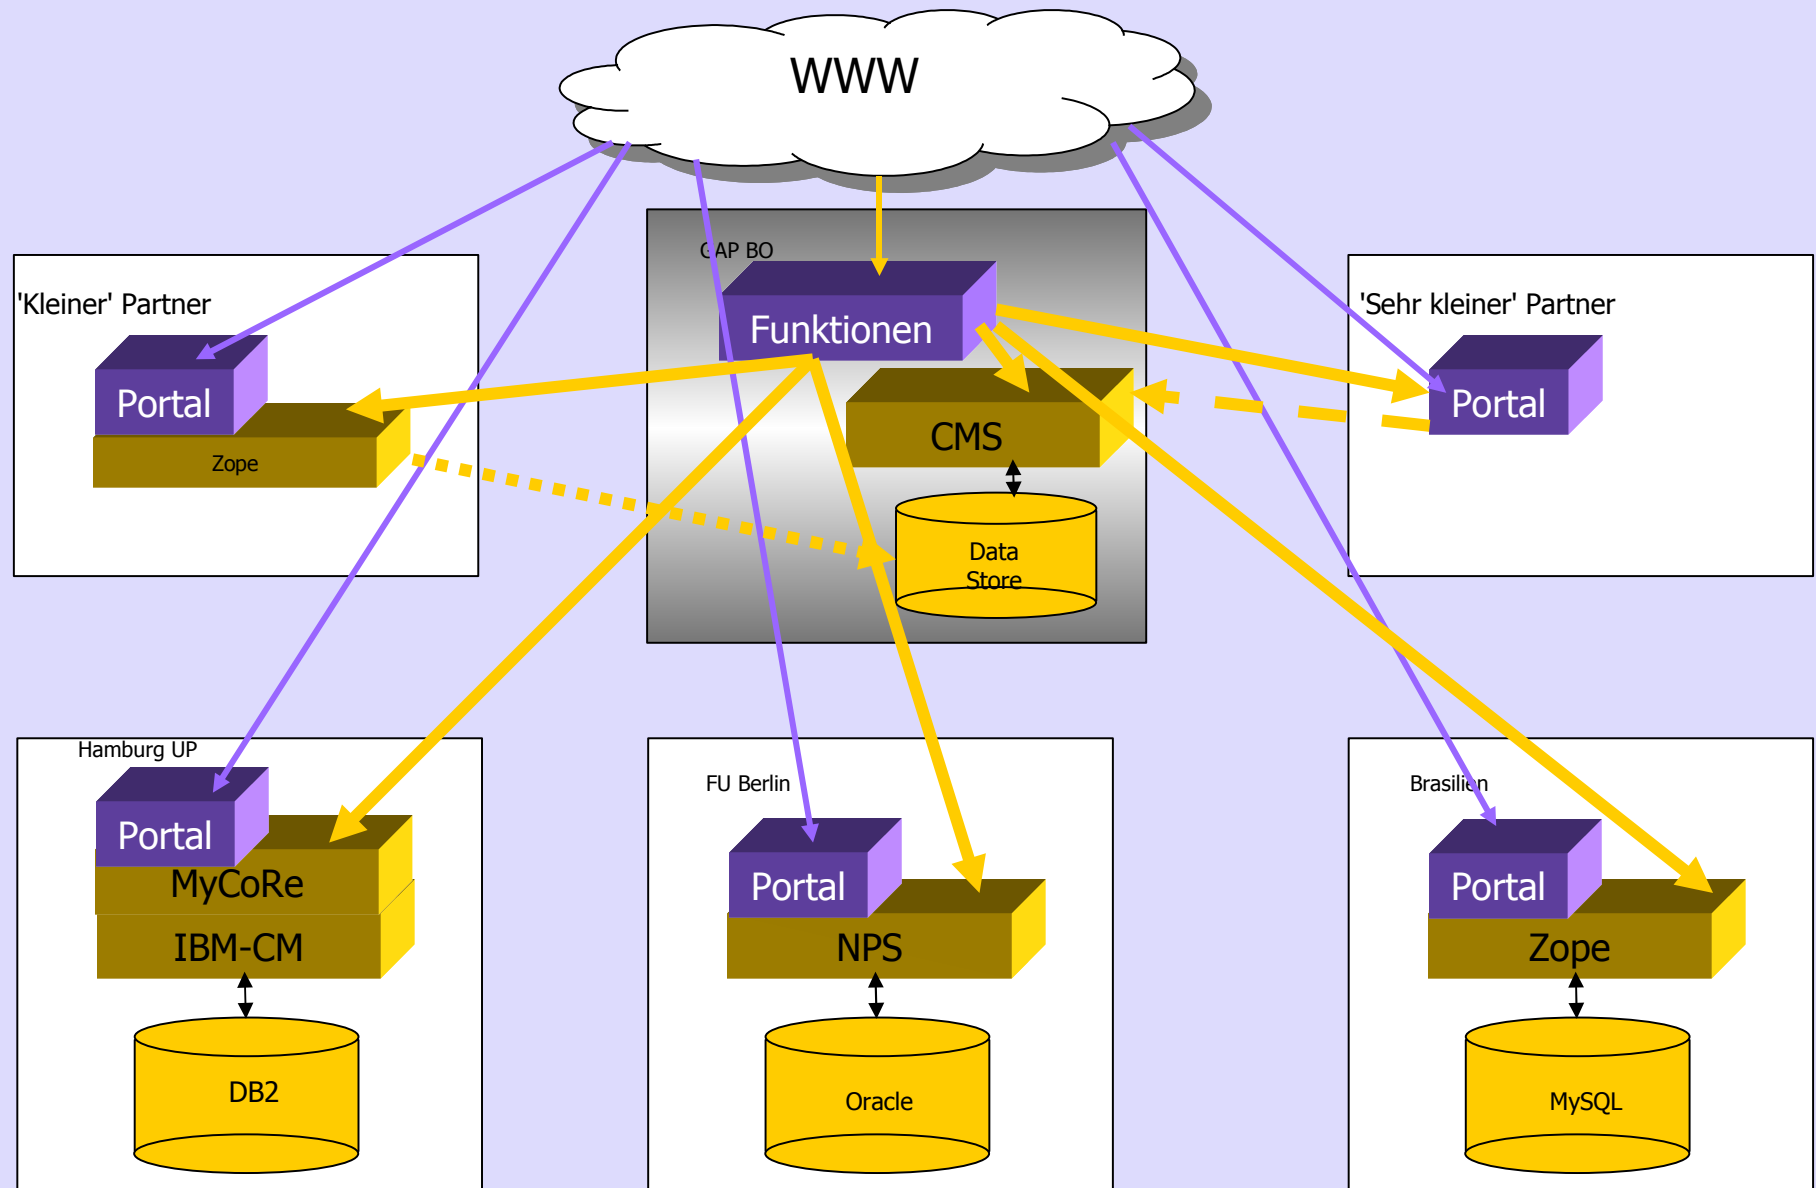 WWW
GAP BO
Funktionen
CMS
Data
Store
'Kleiner' Partner
Portal
Zope
'Sehr kleiner' Partner
Portal
Hamburg UP
Portal
MyCoRe
IBM-CM
DB2
FU Berlin
Portal
NPS
Oracle
Brasilien
Portal
Zope
MySQL